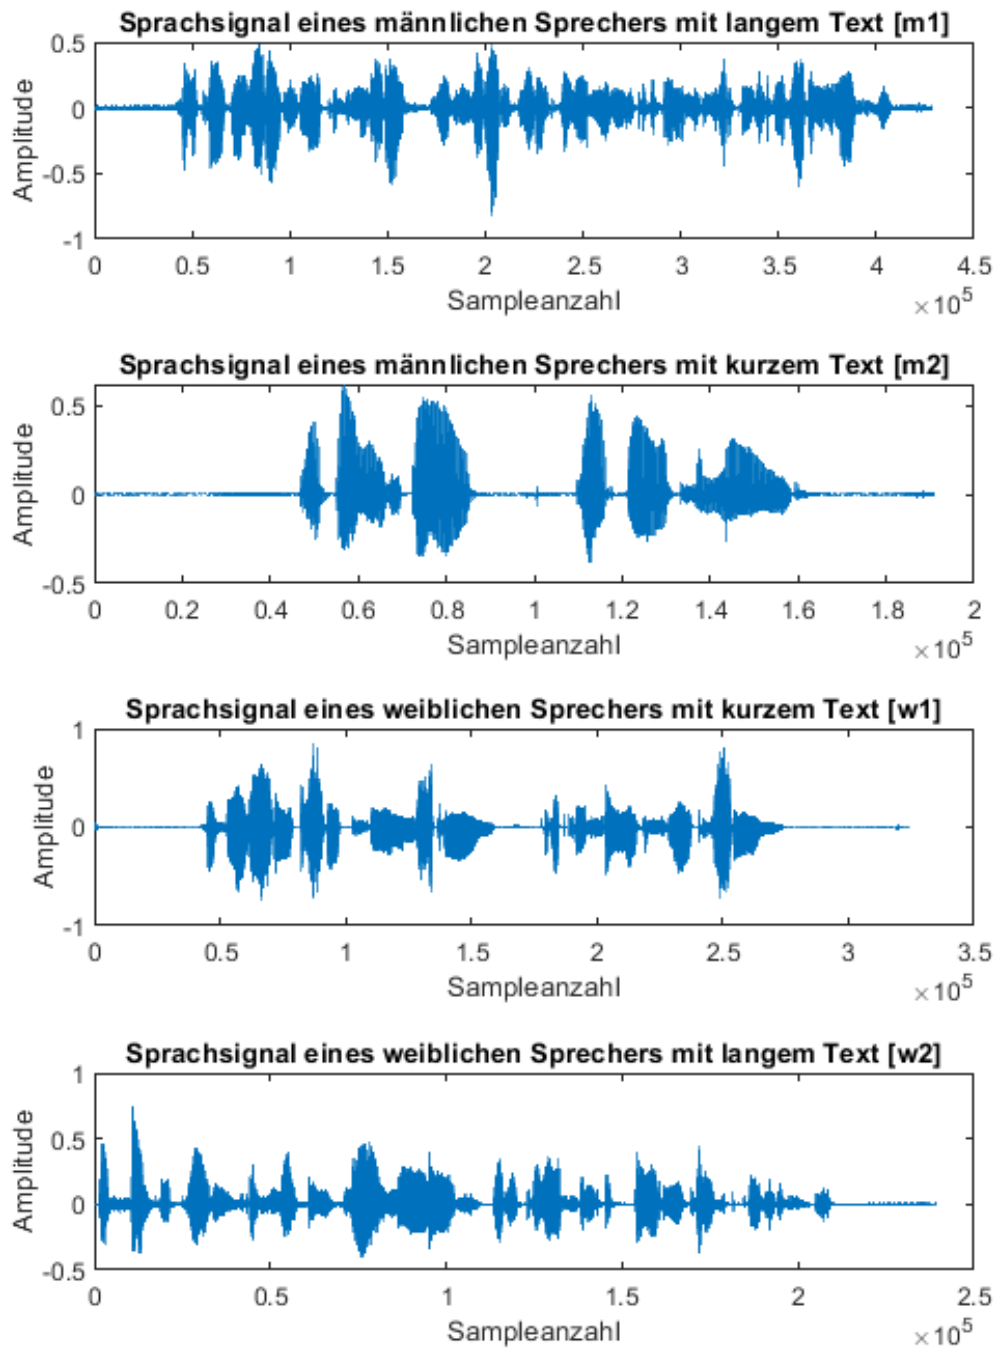 Sprachsignal eines männlichen Sprechers mit langem Text [m1]
0.5
0
-0.5
-1
Amplitude
0 0.5 1 1.5 2 2.5 3 3.5 4 4.5
Sampleanzahl
×10^5
Sprachsignal eines männlichen Sprechers mit kurzem Text [m2]
0.5
0
-0.5
Amplitude
0 0.2 0.4 0.6 0.8 1 1.2 1.4 1.6 1.8 2
Sampleanzahl
×10^5
Sprachsignal eines weiblichen Sprechers mit kurzem Text [w1]
1
0
-1
Amplitude
0 0.5 1 1.5 2 2.5 3 3.5
Sampleanzahl
×10^5
Sprachsignal eines weiblichen Sprechers mit langem Text [w2]
1
0.5
0
-0.5
Amplitude
0 0.5 1 2 2.5
Sampleanzahl
×10^5